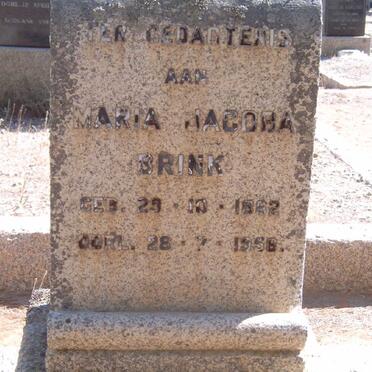 TER GEDAGTENIS
AAN
MARIA JACOBA
BRINK
GEB. 29 · 10 · 1882
OORL. 28 · 7 · 1958.